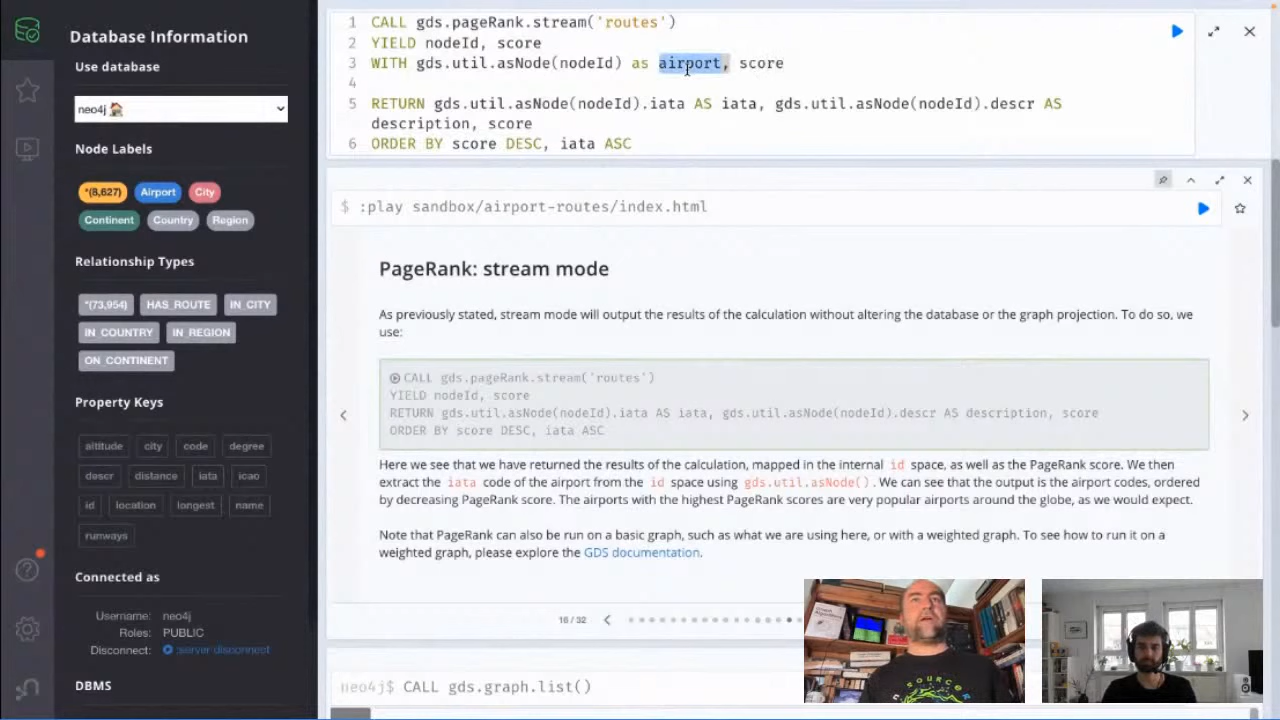 Database Information
Use database
neo4j 🏠
Node Labels
*(8,627) Airport City
Continent Country Region
Relationship Types
*(73,954) HAS_ROUTE IN_CITY
IN_COUNTRY IN_REGION
ON_CONTINENT
Property Keys
altitude city code degree
descr distance iata icao
id location longest name
runways
Connected as
Username: neo4j
Roles: PUBLIC
Disconnect: :server disconnect
DBMS
1 CALL gds.pageRank.stream('routes')
2 YIELD nodeId, score
3 WITH gds.util.asNode(nodeId) as airport, score
4
5 RETURN gds.util.asNode(nodeId).iata AS iata, gds.util.asNode(nodeId).descr AS
description, score
6 ORDER BY score DESC, iata ASC
$ :play sandbox/airport-routes/index.html
PageRank: stream mode
As previously stated, stream mode will output the results of the calculation without altering the database or the graph projection. To do so, we
use:
CALL gds.pageRank.stream('routes')
YIELD nodeId, score
RETURN gds.util.asNode(nodeId).iata AS iata, gds.util.asNode(nodeId).descr AS description, score
ORDER BY score DESC, iata ASC
Here we see that we have returned the results of the calculation, mapped in the internal id space, as well as the PageRank score. We then
extract the iata code of the airport from the id space using gds.util.asNode(). We can see that the output is the airport codes, ordered
by decreasing PageRank score. The airports with the highest PageRank scores are very popular airports around the globe, as we would expect.
Note that PageRank can also be run on a basic graph, such as what we are using here, or with a weighted graph. To see how to run it on a
weighted graph, please explore the GDS documentation.
16 / 32
neo4j$ CALL gds.graph.list()